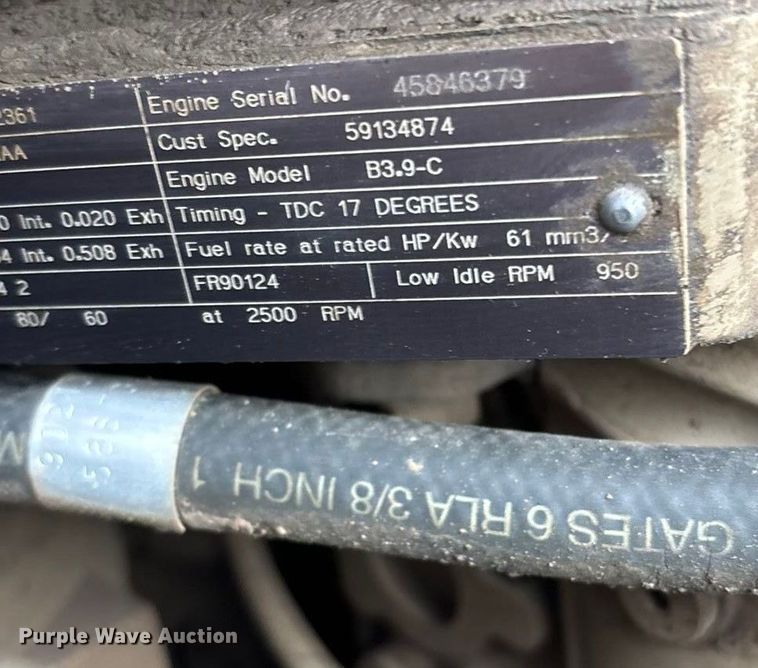 2361 Engine Serial No. 45846379
AA Cust Spec. 59134874
Engine Model B3.9-C
0 Int. 0.020 Exh Timing - TDC 17 DEGREES
4 Int. 0.508 Exh Fuel rate at rated HP/Kw 61 mm3/
4 2 FR90124 Low Idle RPM 950
80/ 60 at 2500 RPM
GATES 6 RLA 3/8 INCH 1
Purple Wave Auction